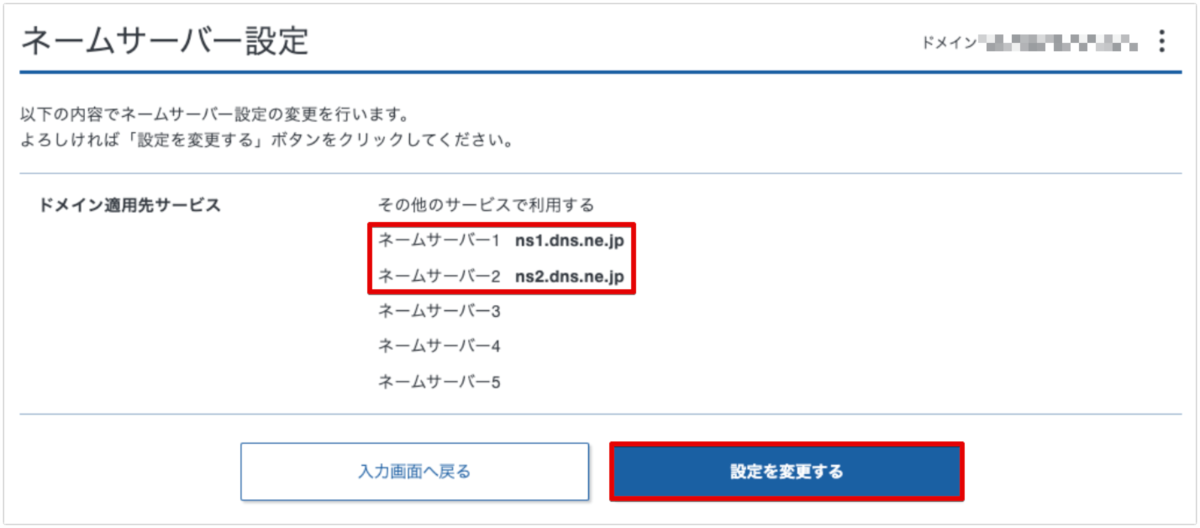 ネームサーバー設定
ドメイン
以下の内容でネームサーバー設定の変更を行います。
よろしければ「設定を変更する」ボタンをクリックしてください。
ドメイン適用先サービス
その他のサービスで利用する
ネームサーバー1 ns1.dns.ne.jp
ネームサーバー2 ns2.dns.ne.jp
ネームサーバー3
ネームサーバー4
ネームサーバー5
入力画面へ戻る
設定を変更する